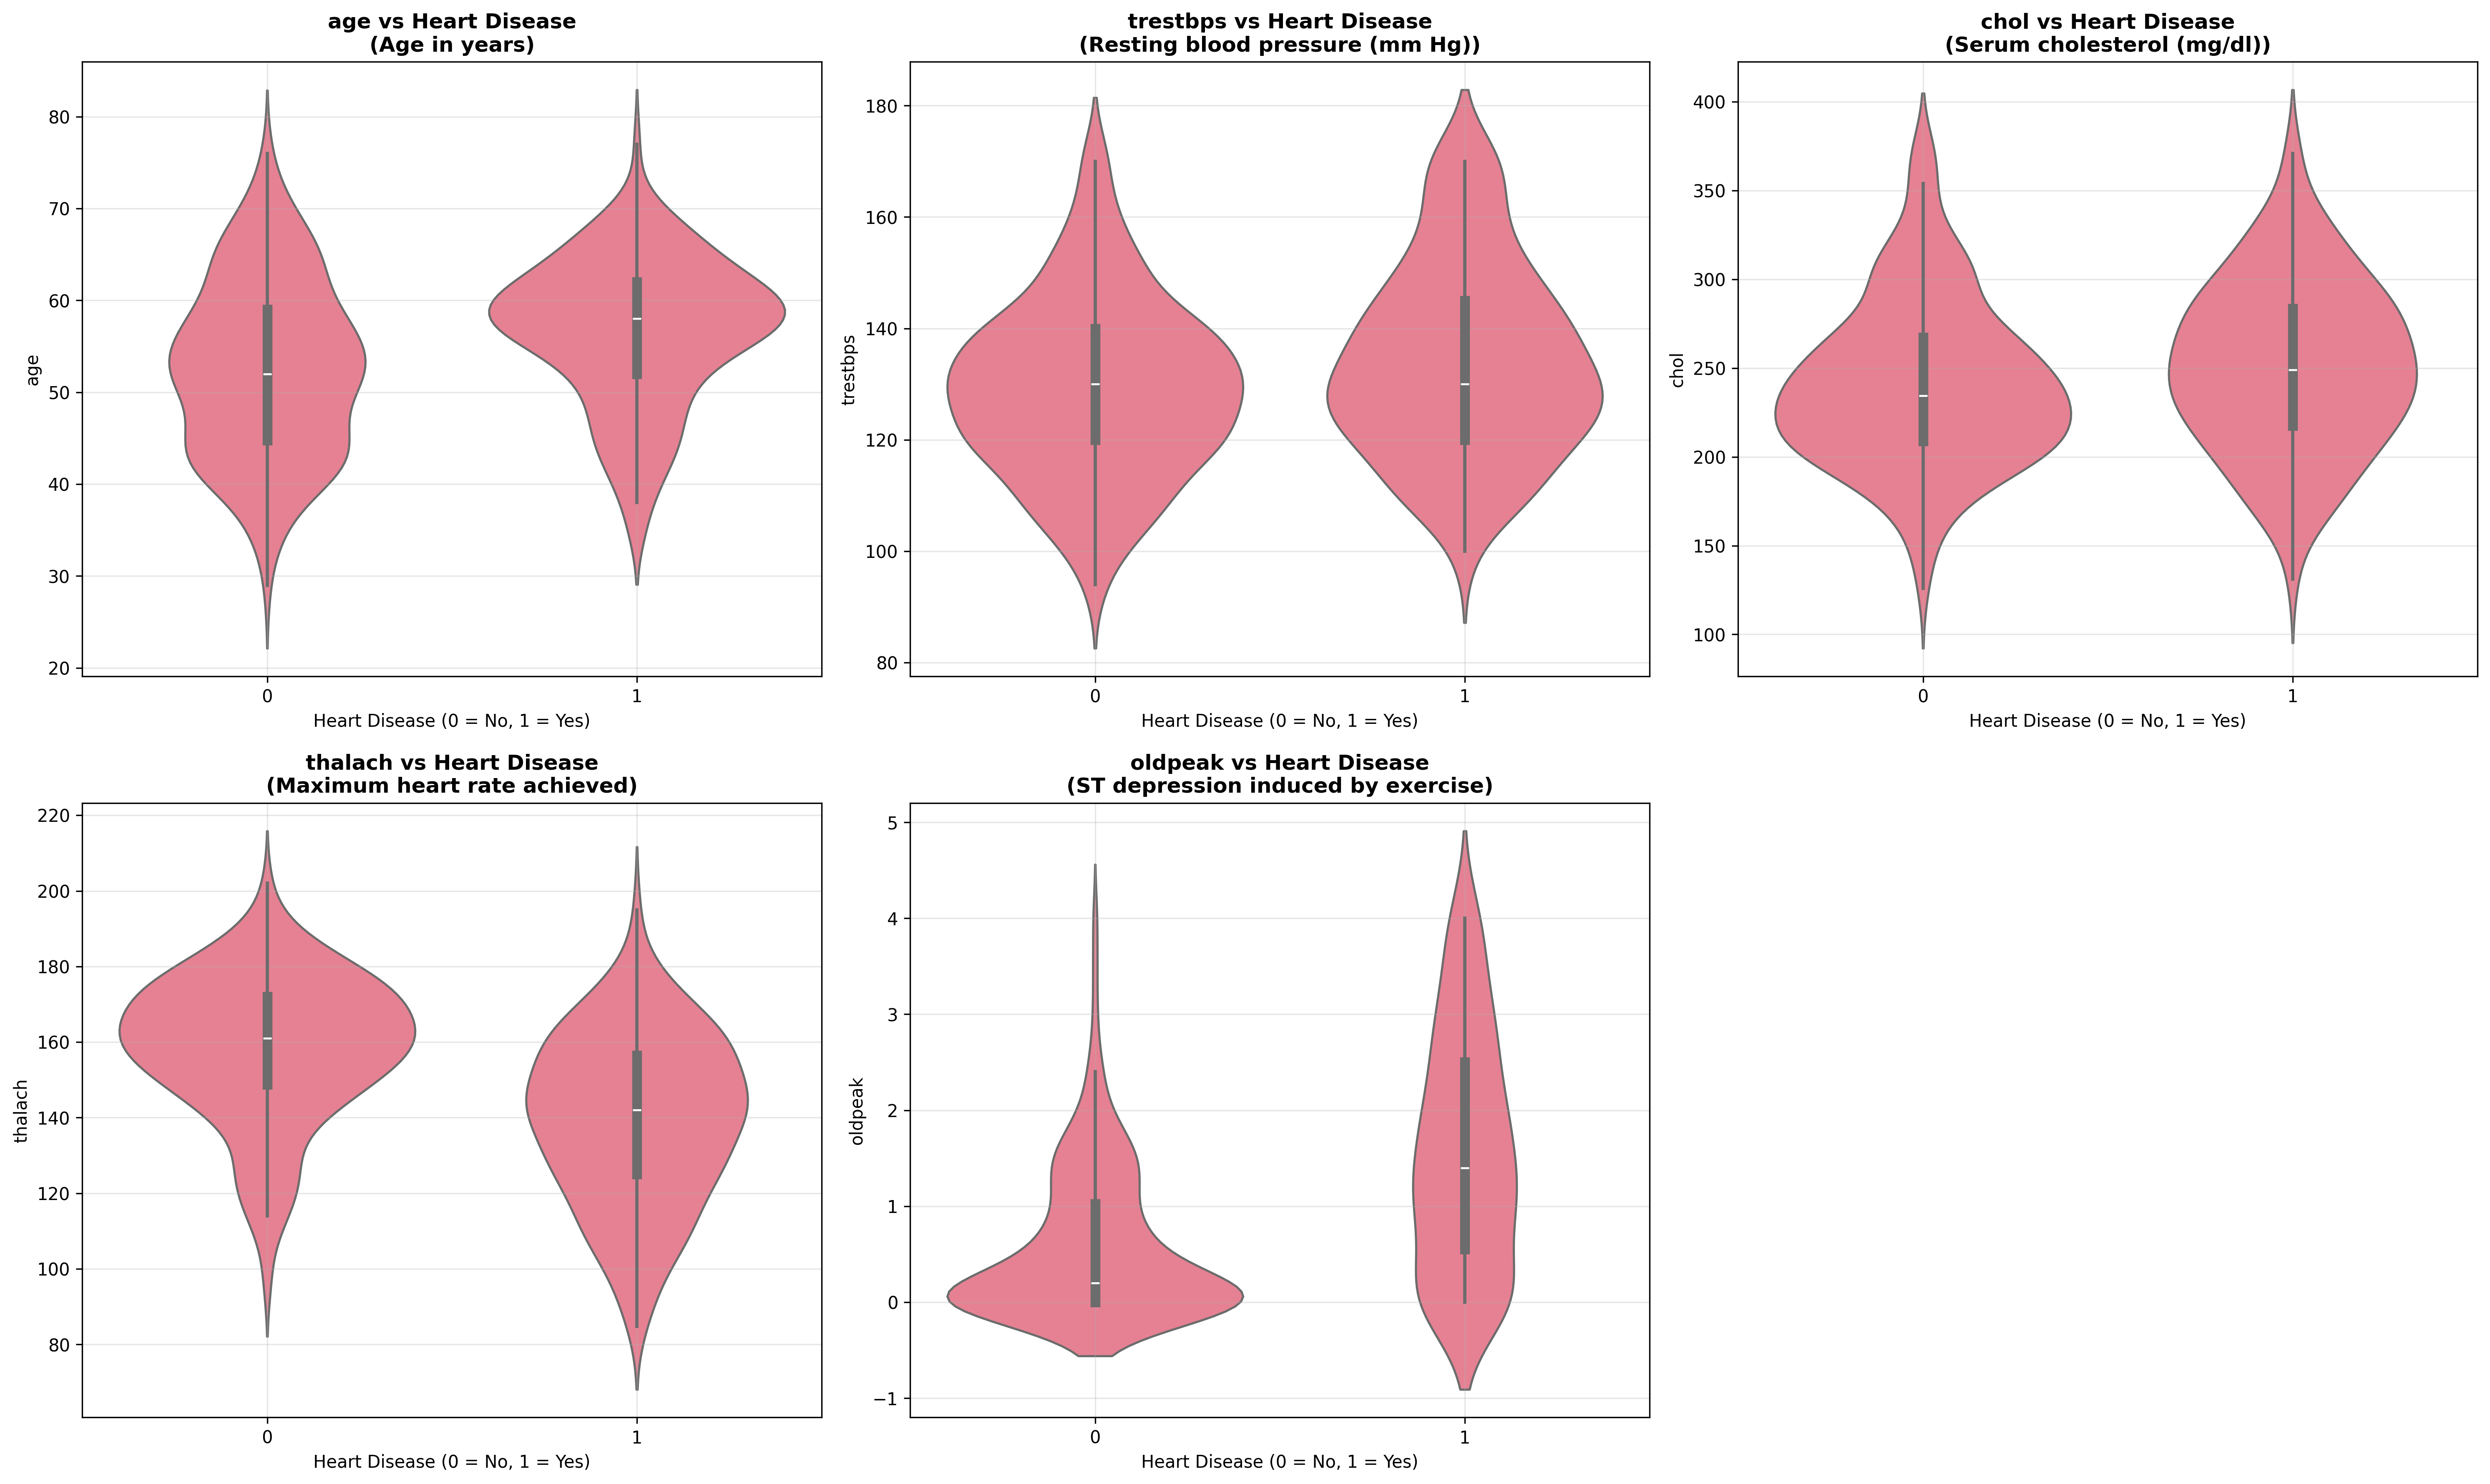 age vs Heart Disease
(Age in years)
age
80
70
60
50
40
30
20
0
1
Heart Disease (0 = No, 1 = Yes)
trestbps vs Heart Disease
(Resting blood pressure (mm Hg))
trestbps
180
160
140
120
100
80
0
1
Heart Disease (0 = No, 1 = Yes)
chol vs Heart Disease
(Serum cholesterol (mg/dl))
chol
400
350
300
250
200
150
100
0
1
Heart Disease (0 = No, 1 = Yes)
thalach vs Heart Disease
(Maximum heart rate achieved)
thalach
220
200
180
160
140
120
100
80
0
1
Heart Disease (0 = No, 1 = Yes)
oldpeak vs Heart Disease
(ST depression induced by exercise)
oldpeak
5
4
3
2
1
0
−1
0
1
Heart Disease (0 = No, 1 = Yes)